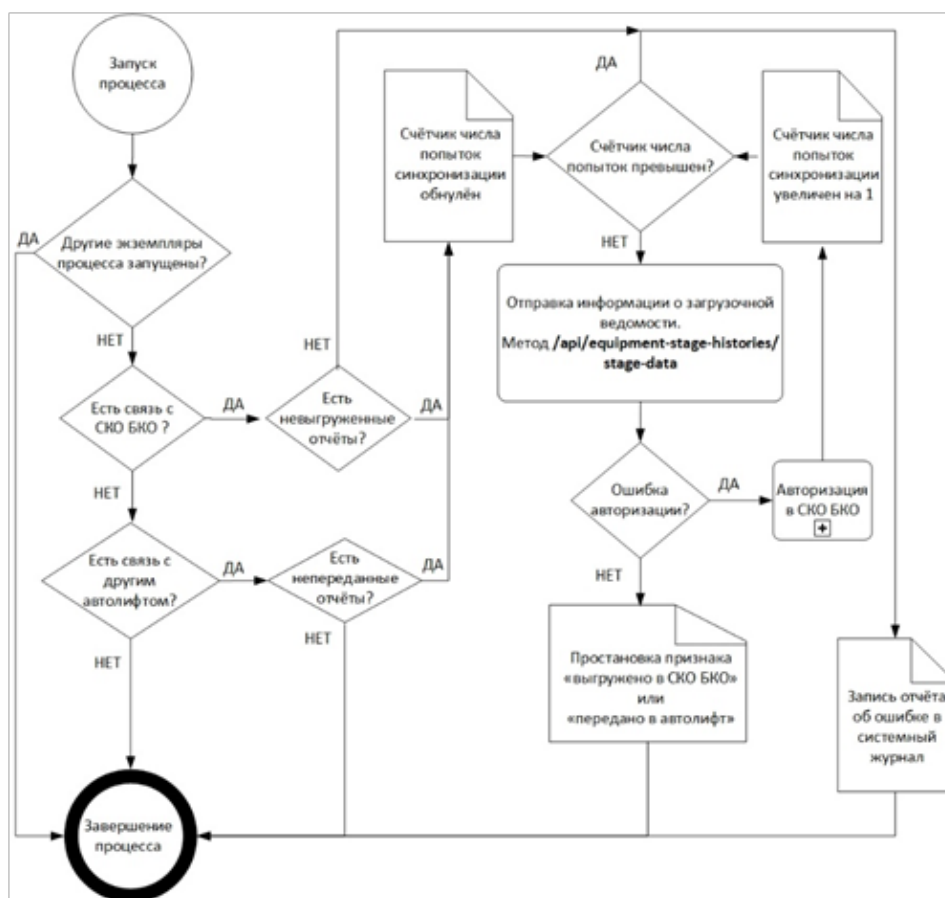 Запуск
процесса
ДА
Другие экземпляры
процесса запущены?
НЕТ
Есть связь с
СКО БКО ?
ДА
НЕТ
Есть
невыгруженные
отчёты?
ДА
НЕТ
Есть связь с
другим
автолифтом?
ДА
НЕТ
Есть
непереданные
отчёты?
ДА
НЕТ
Счётчик числа
попыток
синхронизации
обнулён
ДА
Счётчик числа
попыток превышен?
НЕТ
Счётчик числа
попыток
синхронизации
увеличен на 1
Отправка информации о загрузочной
ведомости.
Метод /api/equipment-stage-histories/
stage-data
Ошибка
авторизации?
ДА
Авторизация
в СКО БКО
+
НЕТ
Простановка признака
«выгружено в СКО БКО»
или
«передано в автолифт»
Запись отчёта
об ошибке в
системный
журнал
Завершение
процесса